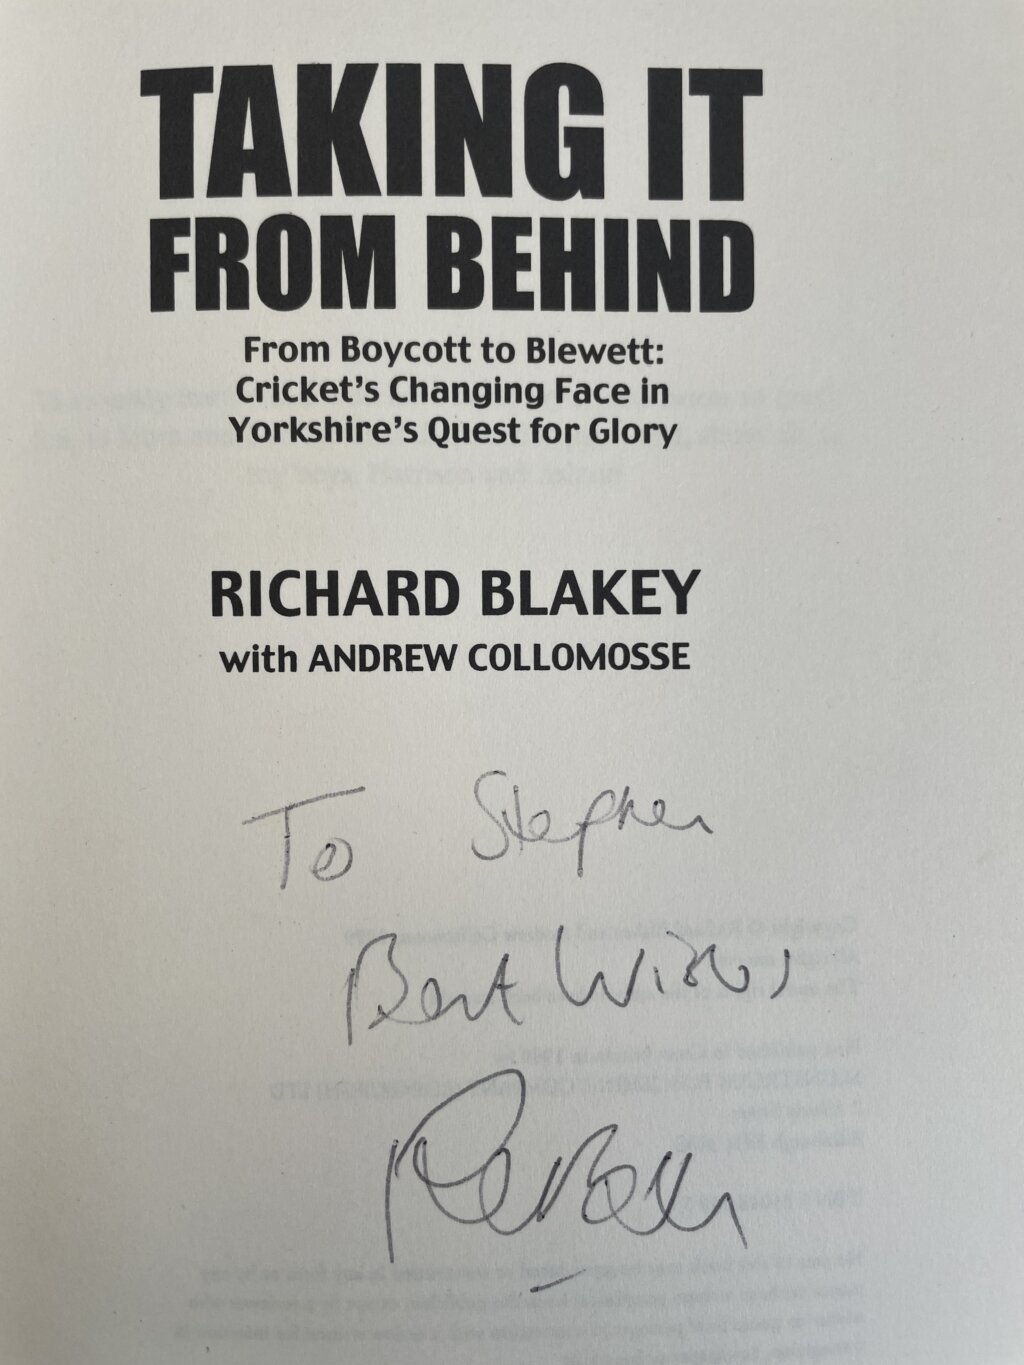 TAKING IT
FROM BEHIND
From Boycott to Blewett:
Cricket's Changing Face in
Yorkshire's Quest for Glory
RICHARD BLAKEY
with ANDREW COLLOMOSSE
To Stephen
Best Wishes